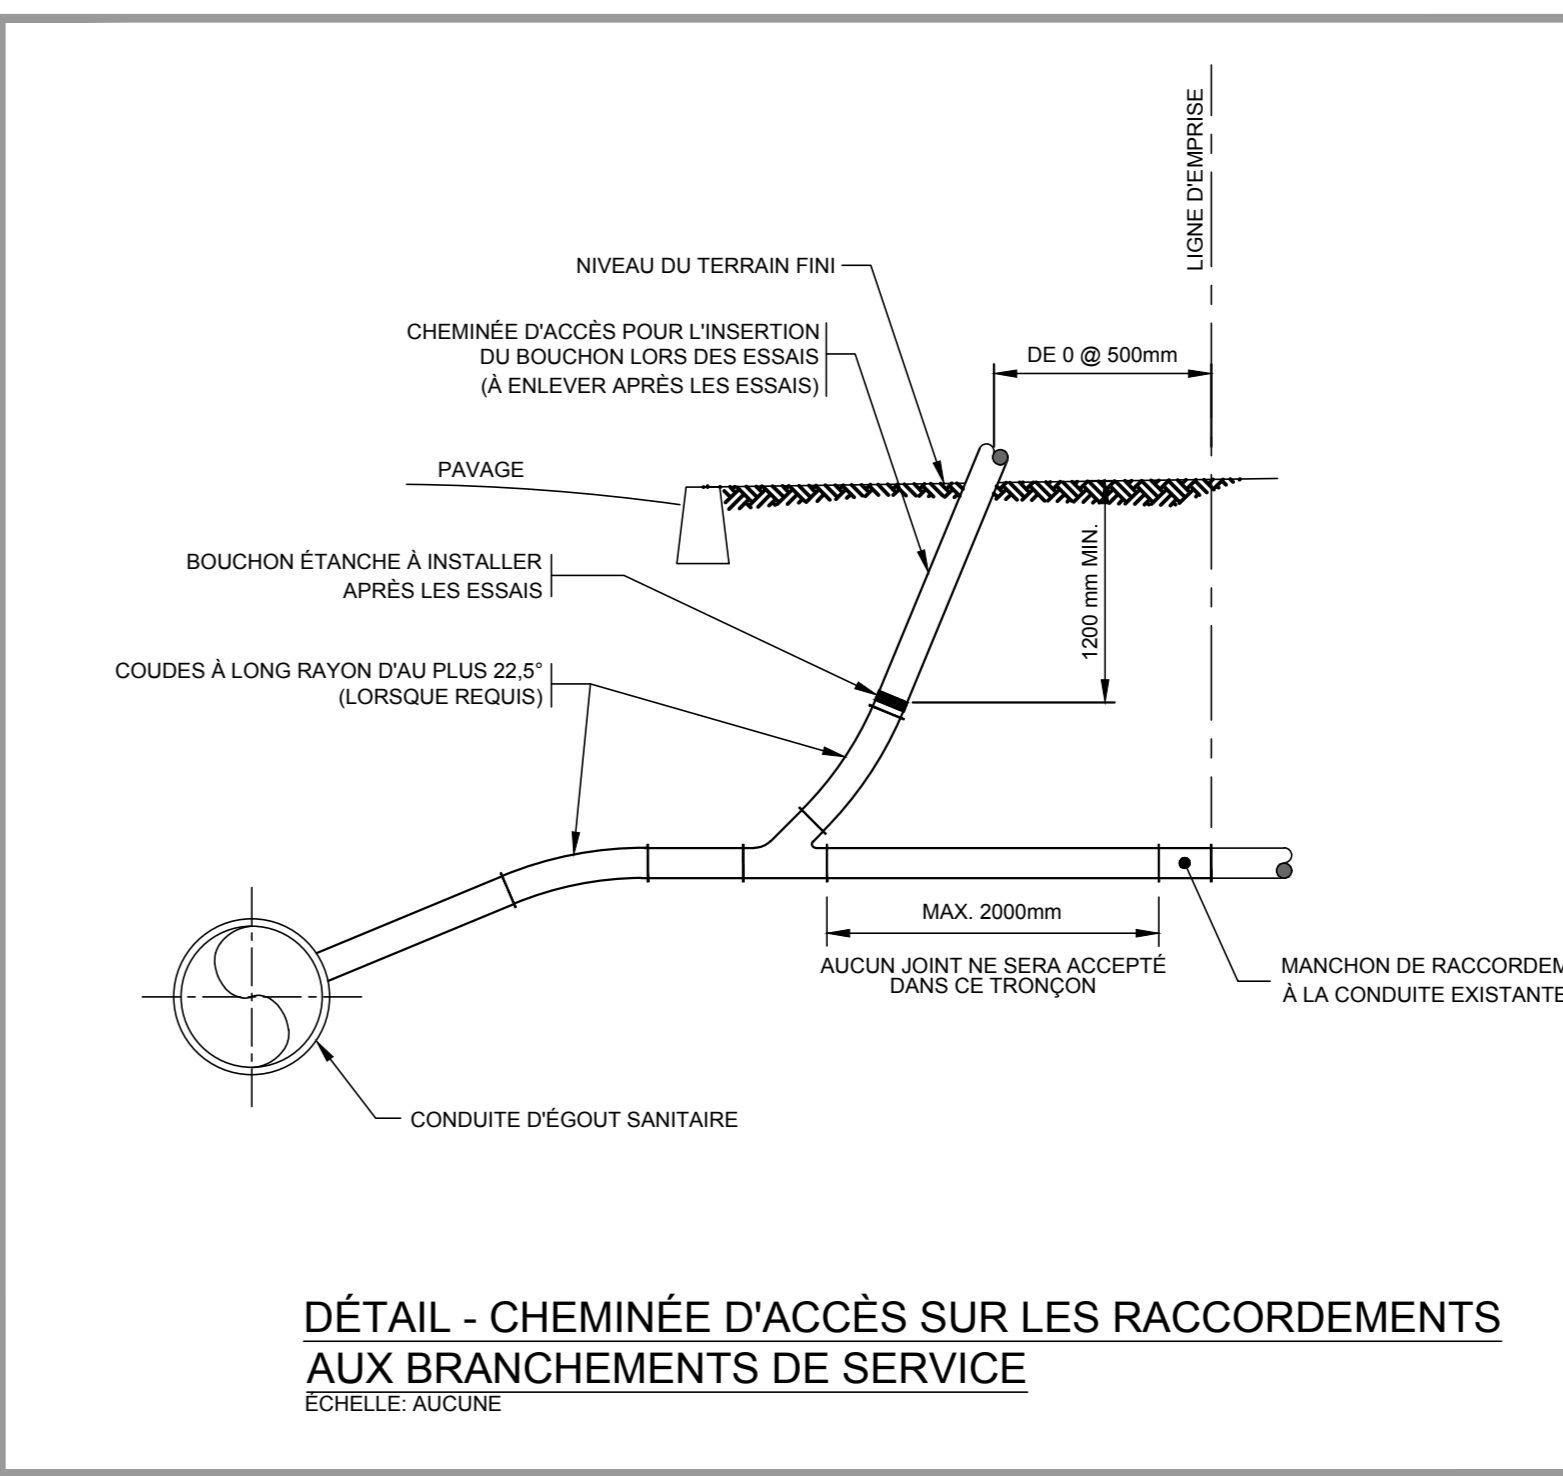 LIGNE D'EMPRISE
NIVEAU DU TERRAIN FINI
CHEMINÉE D'ACCÈS POUR L'INSERTION
DU BOUCHON LORS DES ESSAIS
(À ENLEVER APRÈS LES ESSAIS)
DE 0 @ 500mm
PAVAGE
BOUCHON ÉTANCHE À INSTALLER
APRÈS LES ESSAIS
1200 mm MIN.
COUDES À LONG RAYON D'AU PLUS 22,5°
(LORSQUE REQUIS)
MAX. 2000mm
AUCUN JOINT NE SERA ACCEPTÉ
DANS CE TRONÇON
MANCHON DE RACCORDEM
À LA CONDUITE EXISTANTE
CONDUITE D'ÉGOUT SANITAIRE
DÉTAIL - CHEMINÉE D'ACCÈS SUR LES RACCORDEMENTS
AUX BRANCHEMENTS DE SERVICE
ÉCHELLE: AUCUNE